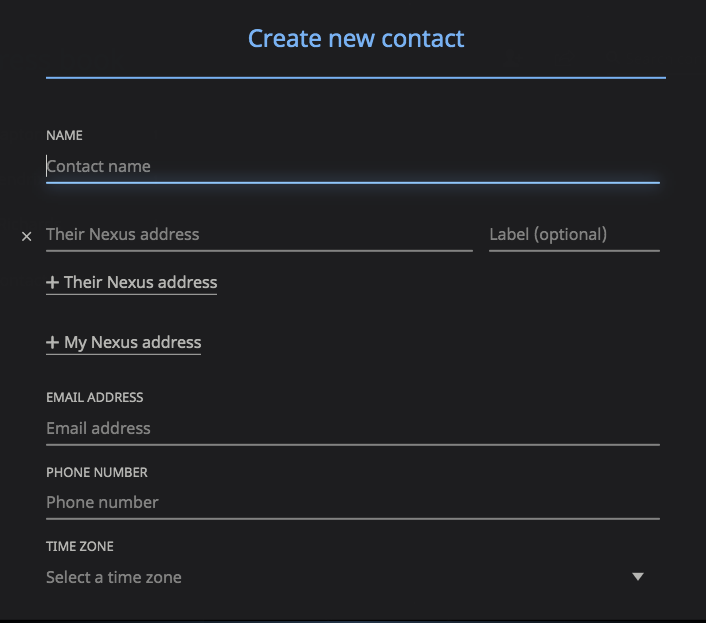 Create new contact
NAME
Contact name
× Their Nexus address Label (optional)
+ Their Nexus address
+ My Nexus address
EMAIL ADDRESS
Email address
PHONE NUMBER
Phone number
TIME ZONE
Select a time zone